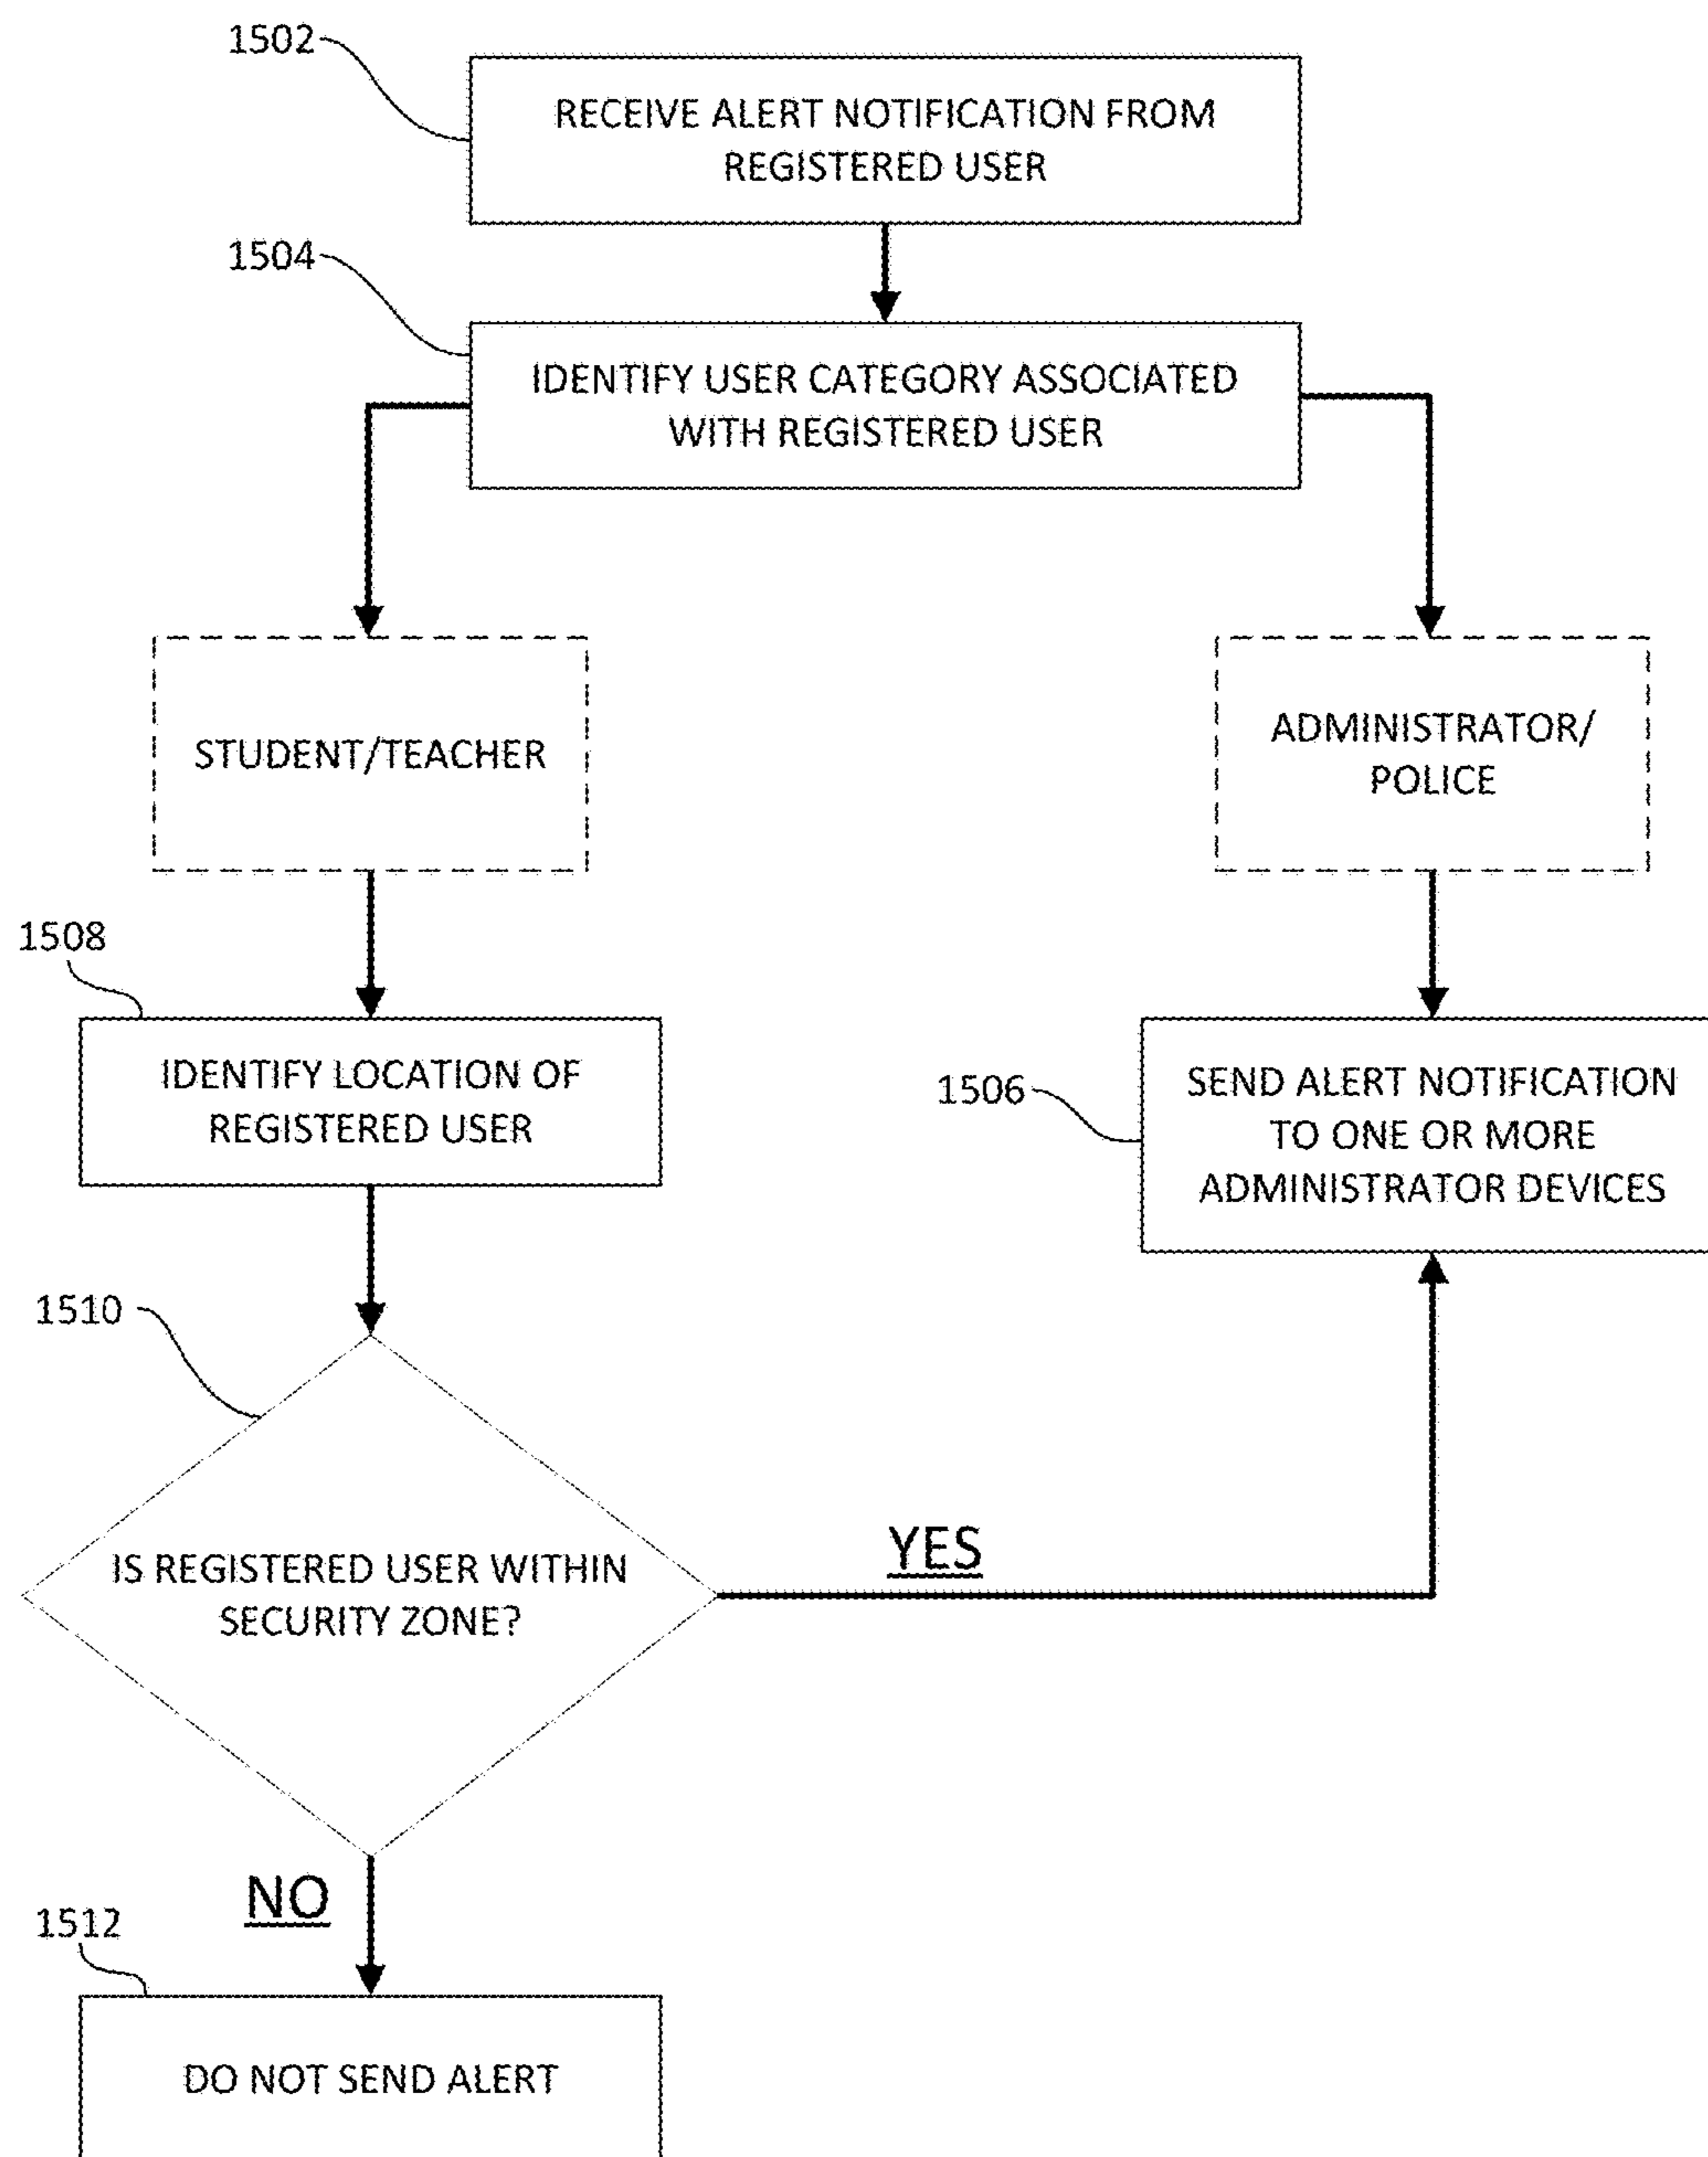 1502
RECEIVE ALERT NOTIFICATION FROM
REGISTERED USER
1504
IDENTIFY USER CATEGORY ASSOCIATED
WITH REGISTERED USER
STUDENT/TEACHER
ADMINISTRATOR/
POLICE
1508
IDENTIFY LOCATION OF
REGISTERED USER
1506
SEND ALERT NOTIFICATION
TO ONE OR MORE
ADMINISTRATOR DEVICES
1510
IS REGISTERED USER WITHIN
SECURITY ZONE?
YES
NO
1512
DO NOT SEND ALERT